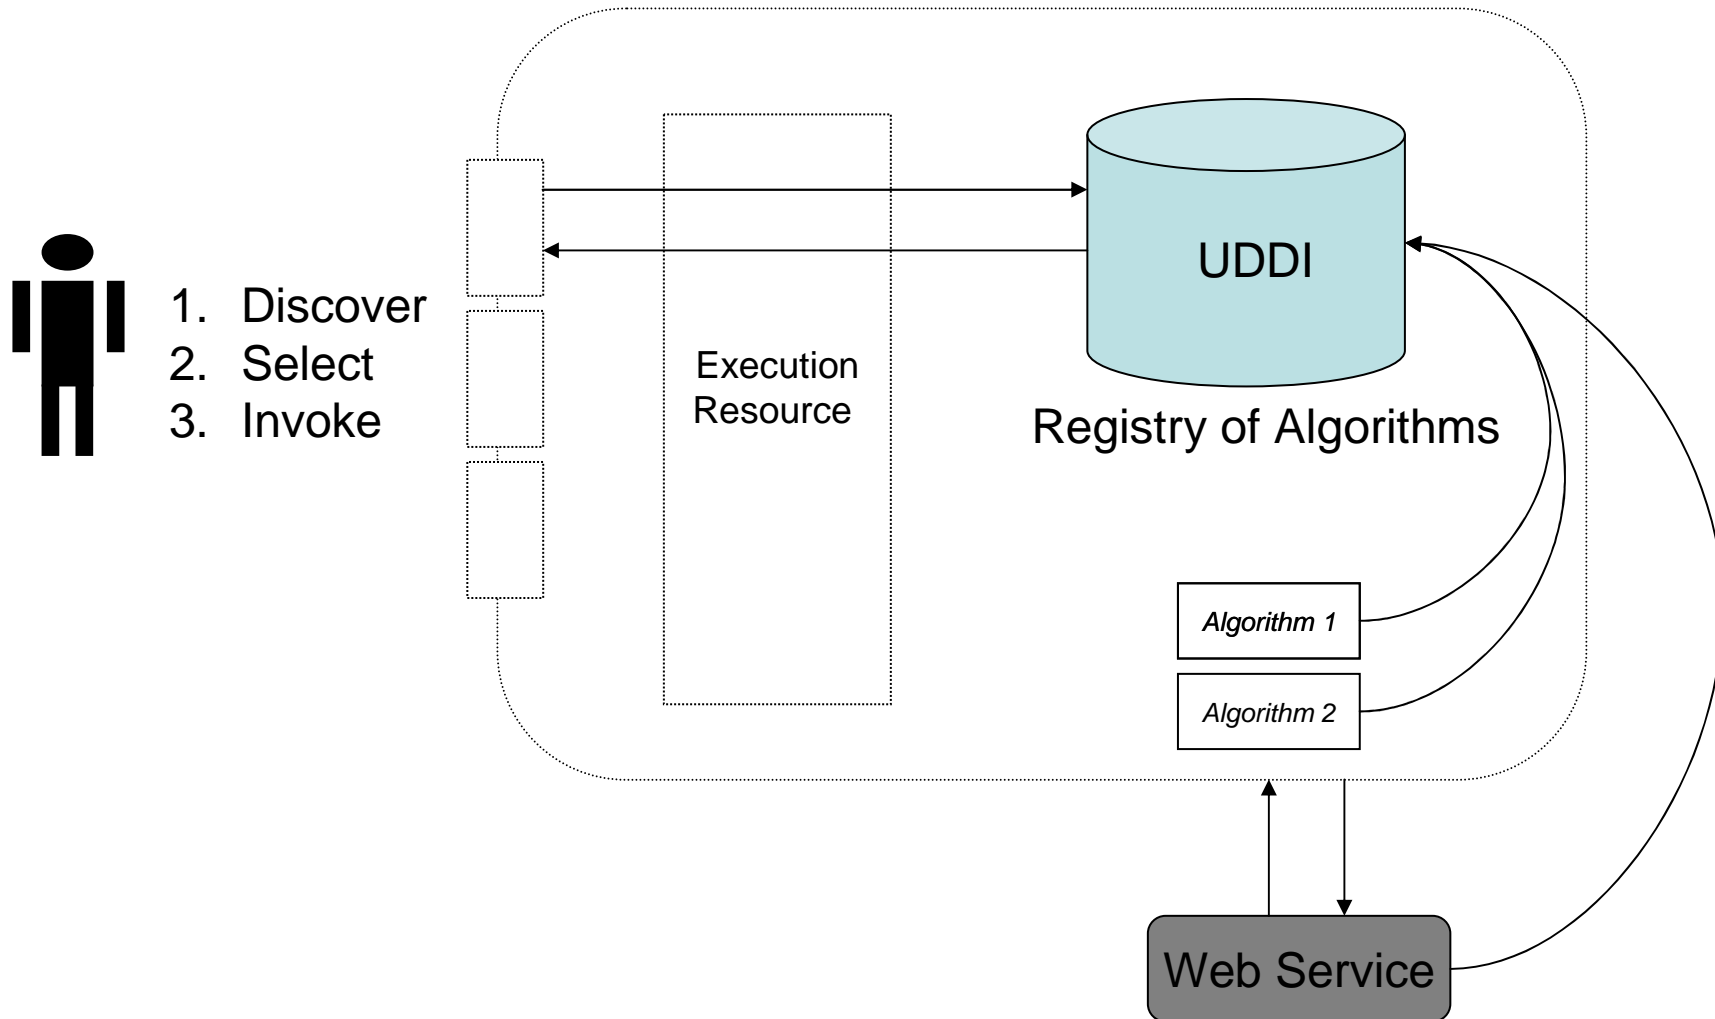 1. Discover
2. Select
3. Invoke
Execution
Resource
UDDI
Registry of Algorithms
Algorithm 1
Algorithm 2
Web Service